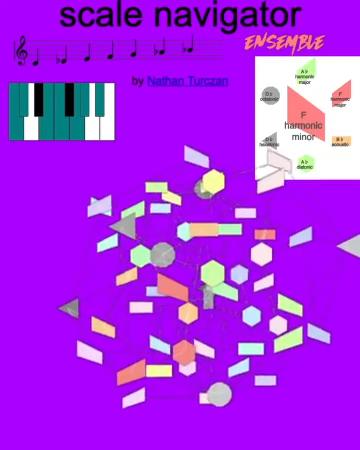 scale navigator
ENSEMBLE
by Nathan Turczan
A♭
harmonic
major
D♭
octatonic
F
harmonic
major
F
harmonic
minor
B♭
acoustic
hexatonic
A♭
diatonic